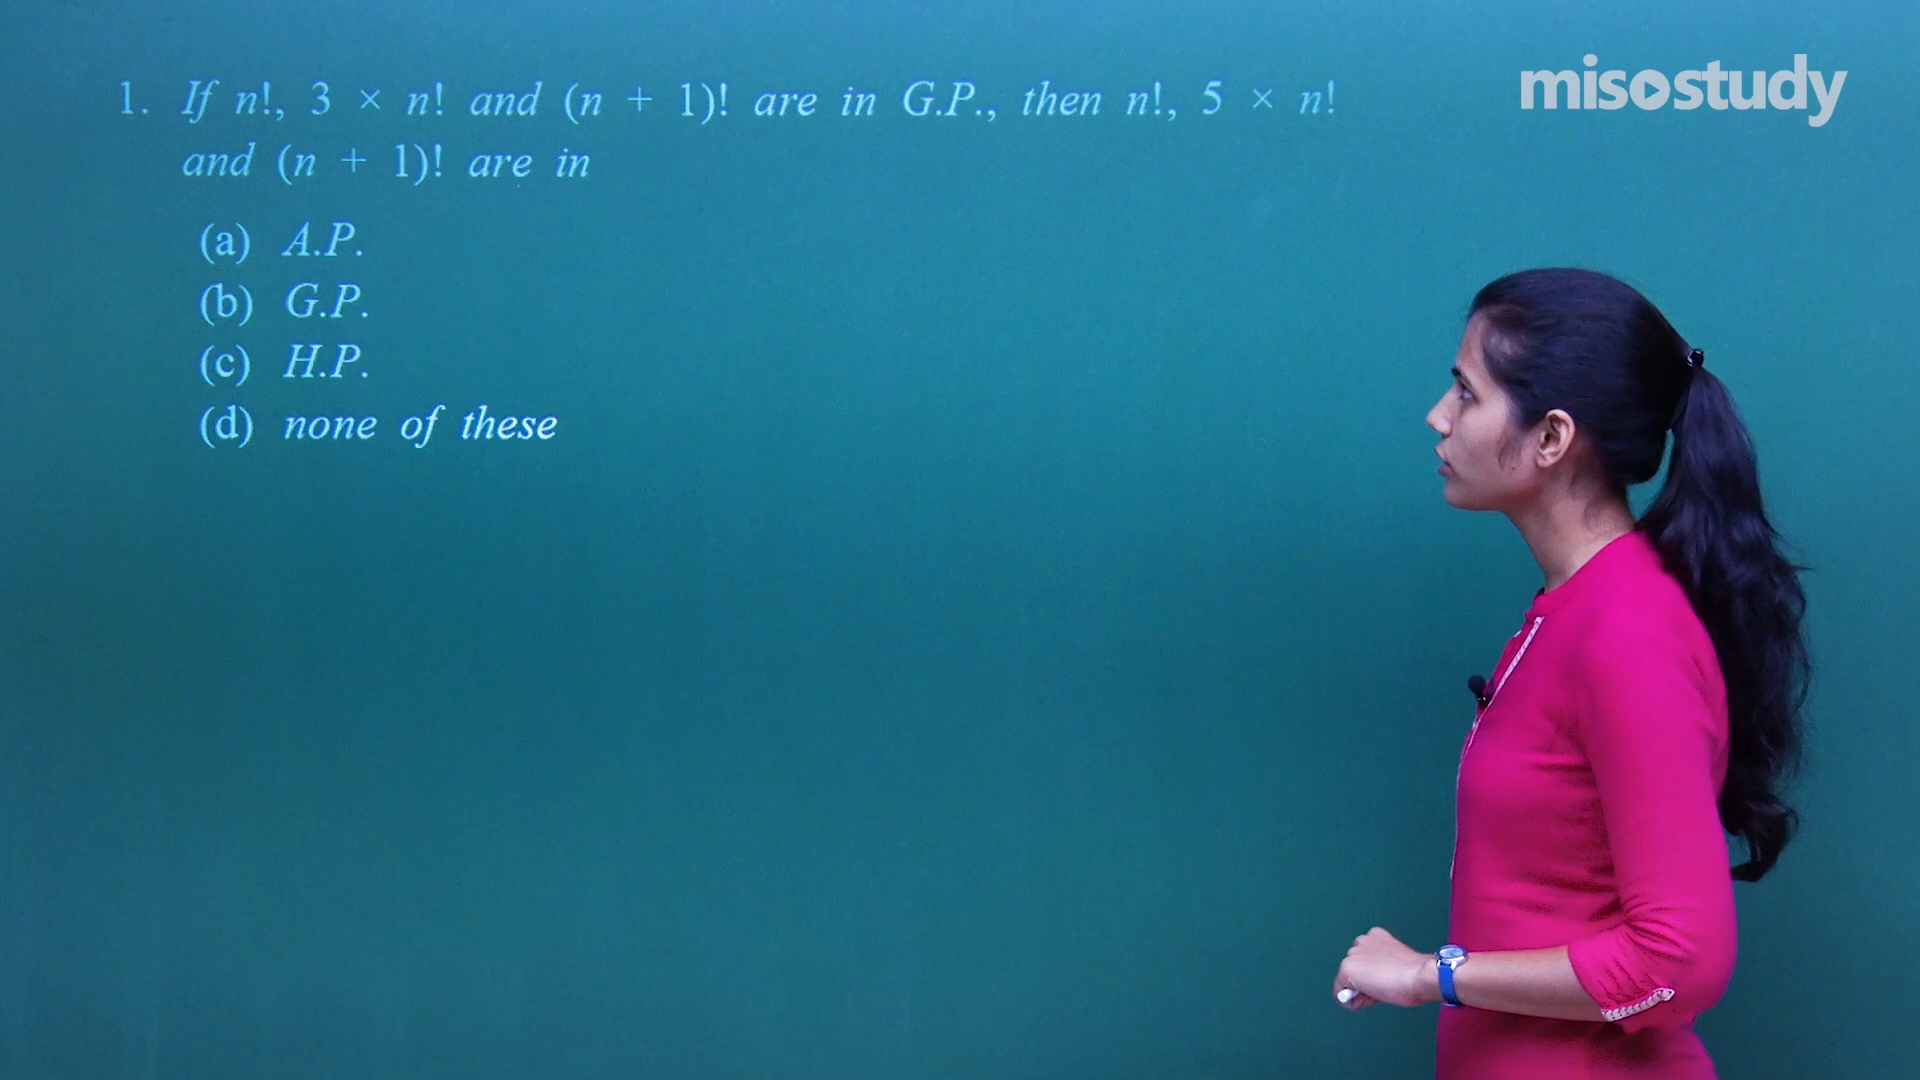 misostudy
1. If n!, 3 × n! and (n + 1)! are in G.P., then n!, 5 × n!
and (n + 1)! are in
(a) A.P.
(b) G.P.
(c) H.P.
(d) none of these